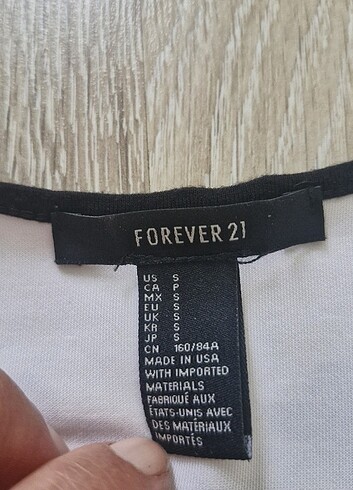 FOREVER 21
US S
CA P
MX S
EU S
UK S
KR S
JP S
CN 160/84A
MADE IN USA
WITH IMPORTED
MATERIALS
FABRIQUÉ AUX
ÉTATS-UNIS AVEC
DES MATÉRIAUX
IMPORTÉS